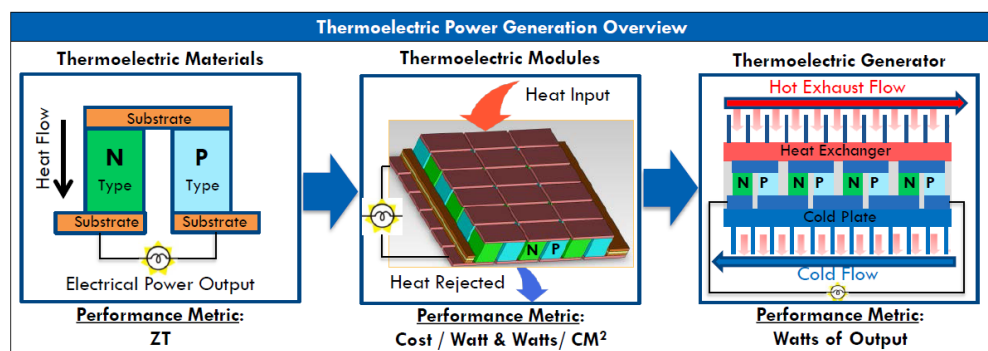 Thermoelectric Power Generation Overview
Thermoelectric Materials
Heat Flow
Substrate
N
Type
P
Type
Substrate
Substrate
Electrical Power Output
Performance Metric:
ZT
Thermoelectric Modules
Heat Input
N P
Heat Rejected
Performance Metric:
Cost / Watt & Watts/ CM²
Thermoelectric Generator
Hot Exhaust Flow
Heat Exchanger
N P N P N P N P
Cold Plate
Cold Flow
Performance Metric:
Watts of Output